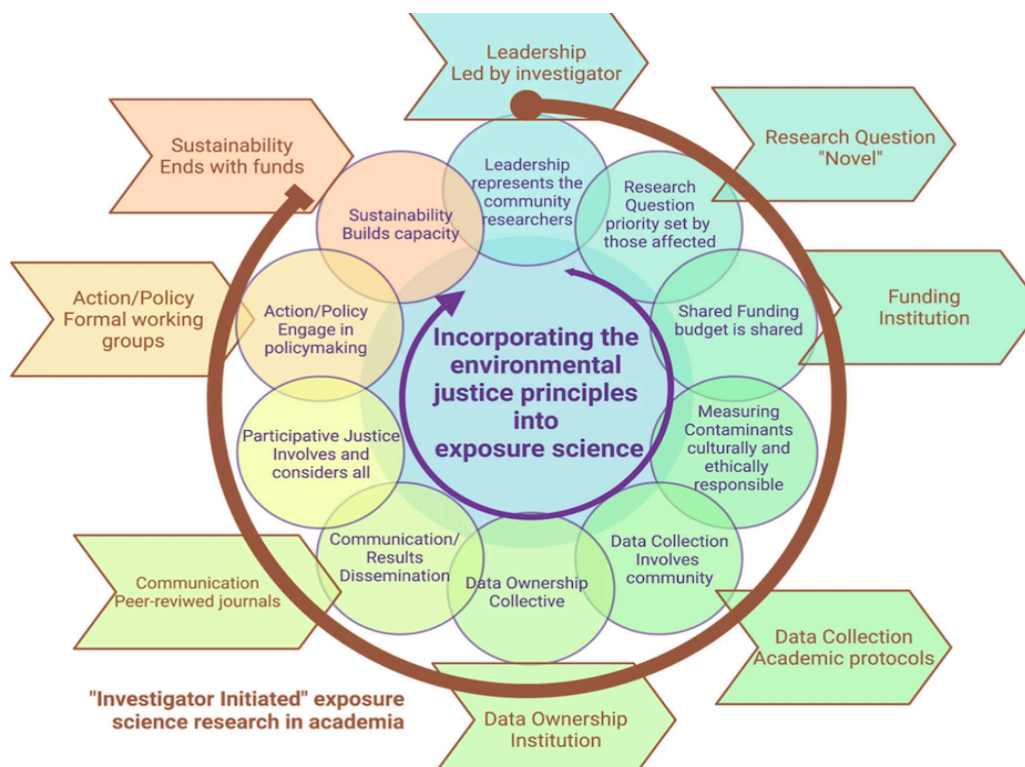 Leadership
Led by investigator
Research Question
"Novel"
Funding
Institution
Data Collection
Academic protocols
Data Ownership
Institution
Communication
Peer-reviwed journals
Action/Policy
Formal working
groups
Sustainability
Ends with funds
Leadership
represents the
community
researchers
Research
Question
priority set by
those affected
Shared Funding
budget is shared
Measuring
Contaminants
culturally and
ethically
responsible
Data Collection
Involves
community
Data Ownership
Collective
Communication/
Results
Dissemination
Participative Justice
Involves and
considers all
Action/Policy
Engage in
policymaking
Sustainability
Builds capacity
Incorporating the
environmental
justice principles
into
exposure science
"Investigator Initiated" exposure
science research in academia